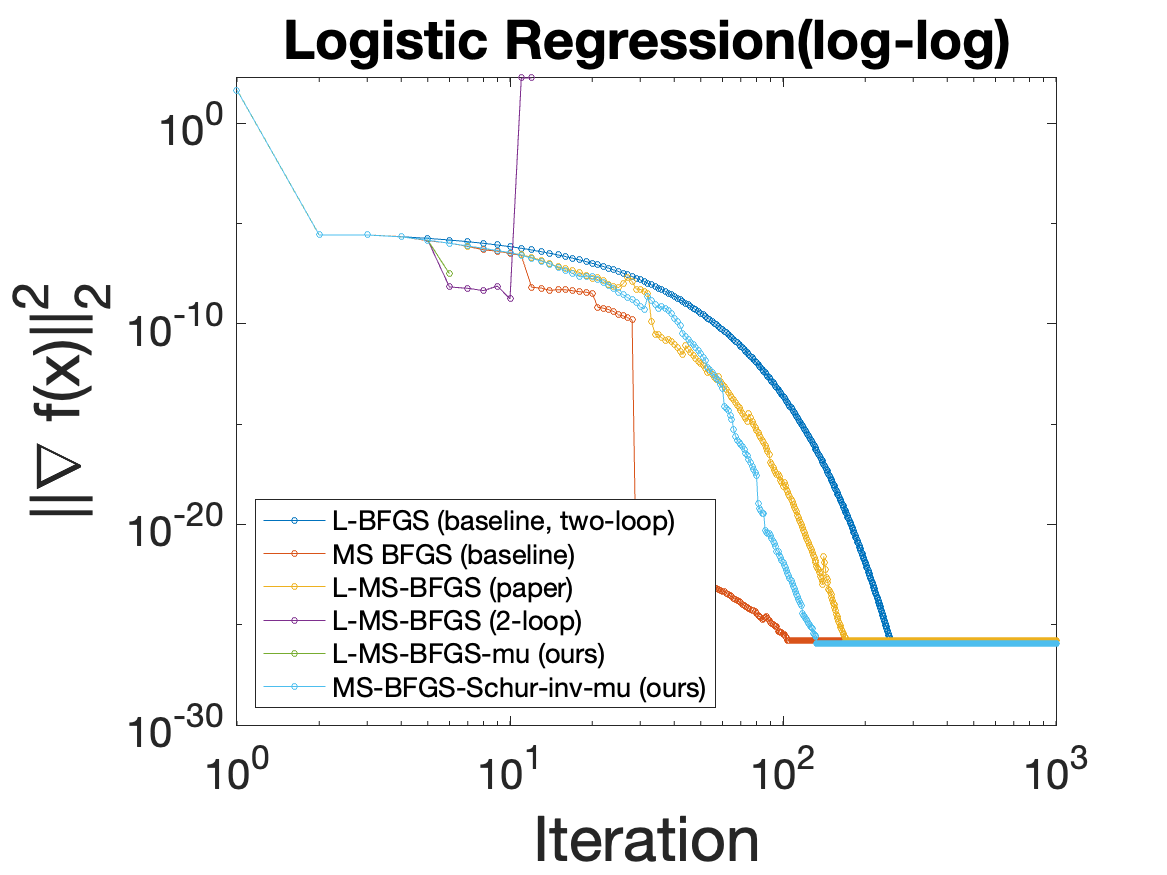 Logistic Regression(log-log)
10^0
10^-10
10^-20
10^-30
||∇ f(x)||_2^2
L-BFGS (baseline, two-loop)
MS BFGS (baseline)
L-MS-BFGS (paper)
L-MS-BFGS (2-loop)
L-MS-BFGS-mu (ours)
MS-BFGS-Schur-inv-mu (ours)
10^0 10^1 10^2 10^3
Iteration